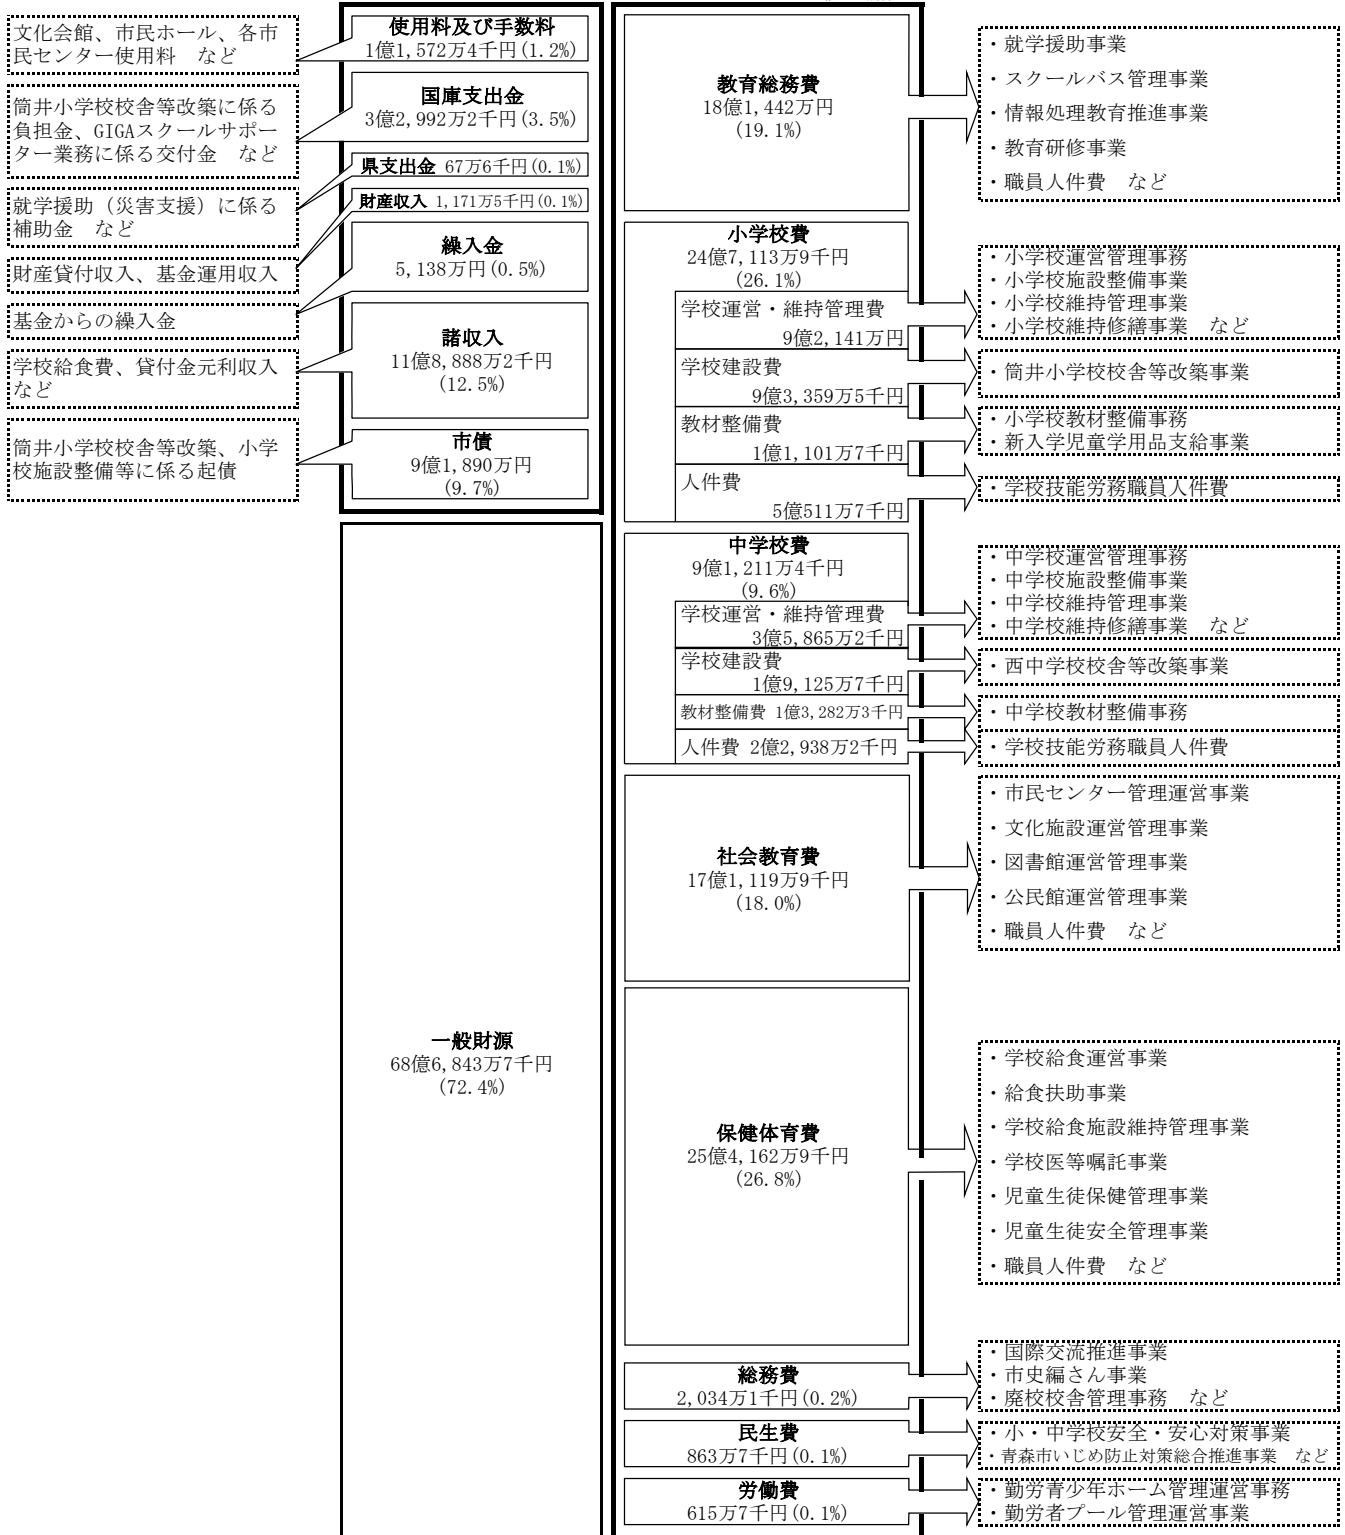 文化会館、市民ホール、各市
民センター使用料　など
筒井小学校校舎等改築に係る
負担金、GIGAスクールサポー
ター業務に係る交付金　など
就学援助（災害支援）に係る
補助金　など
財産貸付収入、基金運用収入
基金からの繰入金
学校給食費、貸付金元利収入
など
筒井小学校校舎等改築、小学
校施設整備等に係る起債
使用料及び手数料
1億1,572万4千円(1.2%)
国庫支出金
3億2,992万2千円(3.5%)
県支出金 67万6千円(0.1%)
財産収入 1,171万5千円(0.1%)
繰入金
5,138万円(0.5%)
諸収入
11億8,888万2千円
(12.5%)
市債
9億1,890万円
(9.7%)
一般財源
68億6,843万7千円
(72.4%)
教育総務費
18億1,442万円
(19.1%)
小学校費
24億7,113万9千円
(26.1%)
学校運営・維持管理費
9億2,141万円
学校建設費
9億3,359万5千円
教材整備費
1億1,101万7千円
人件費
5億511万7千円
中学校費
9億1,211万4千円
(9.6%)
学校運営・維持管理費
3億5,865万2千円
学校建設費
1億9,125万7千円
教材整備費 1億3,282万3千円
人件費 2億2,938万2千円
社会教育費
17億1,119万9千円
(18.0%)
保健体育費
25億4,162万9千円
(26.8%)
総務費
2,034万1千円(0.2%)
民生費
863万7千円(0.1%)
労働費
615万7千円(0.1%)
・就学援助事業
・スクールバス管理事業
・情報処理教育推進事業
・教育研修事業
・職員人件費　など
・小学校運営管理事務
・小学校施設整備事業
・小学校維持管理事業
・小学校維持修繕事業　など
・筒井小学校校舎等改築事業
・小学校教材整備事務
・新入学児童学用品支給事業
・学校技能労務職員人件費
・中学校運営管理事務
・中学校施設整備事業
・中学校維持管理事業
・中学校維持修繕事業　など
・西中学校校舎等改築事業
・中学校教材整備事務
・学校技能労務職員人件費
・市民センター管理運営事業
・文化施設運営管理事業
・図書館運営管理事業
・公民館運営管理事業
・職員人件費　など
・学校給食運営事業
・給食扶助事業
・学校給食施設維持管理事業
・学校医等嘱託事業
・児童生徒保健管理事業
・児童生徒安全管理事業
・職員人件費　など
・国際交流推進事業
・市史編さん事業
・廃校校舎管理事務　など
・小・中学校安全・安心対策事業
・青森市いじめ防止対策総合推進事業　など
・勤労青少年ホーム管理運営事務
・勤労者プール管理運営事業